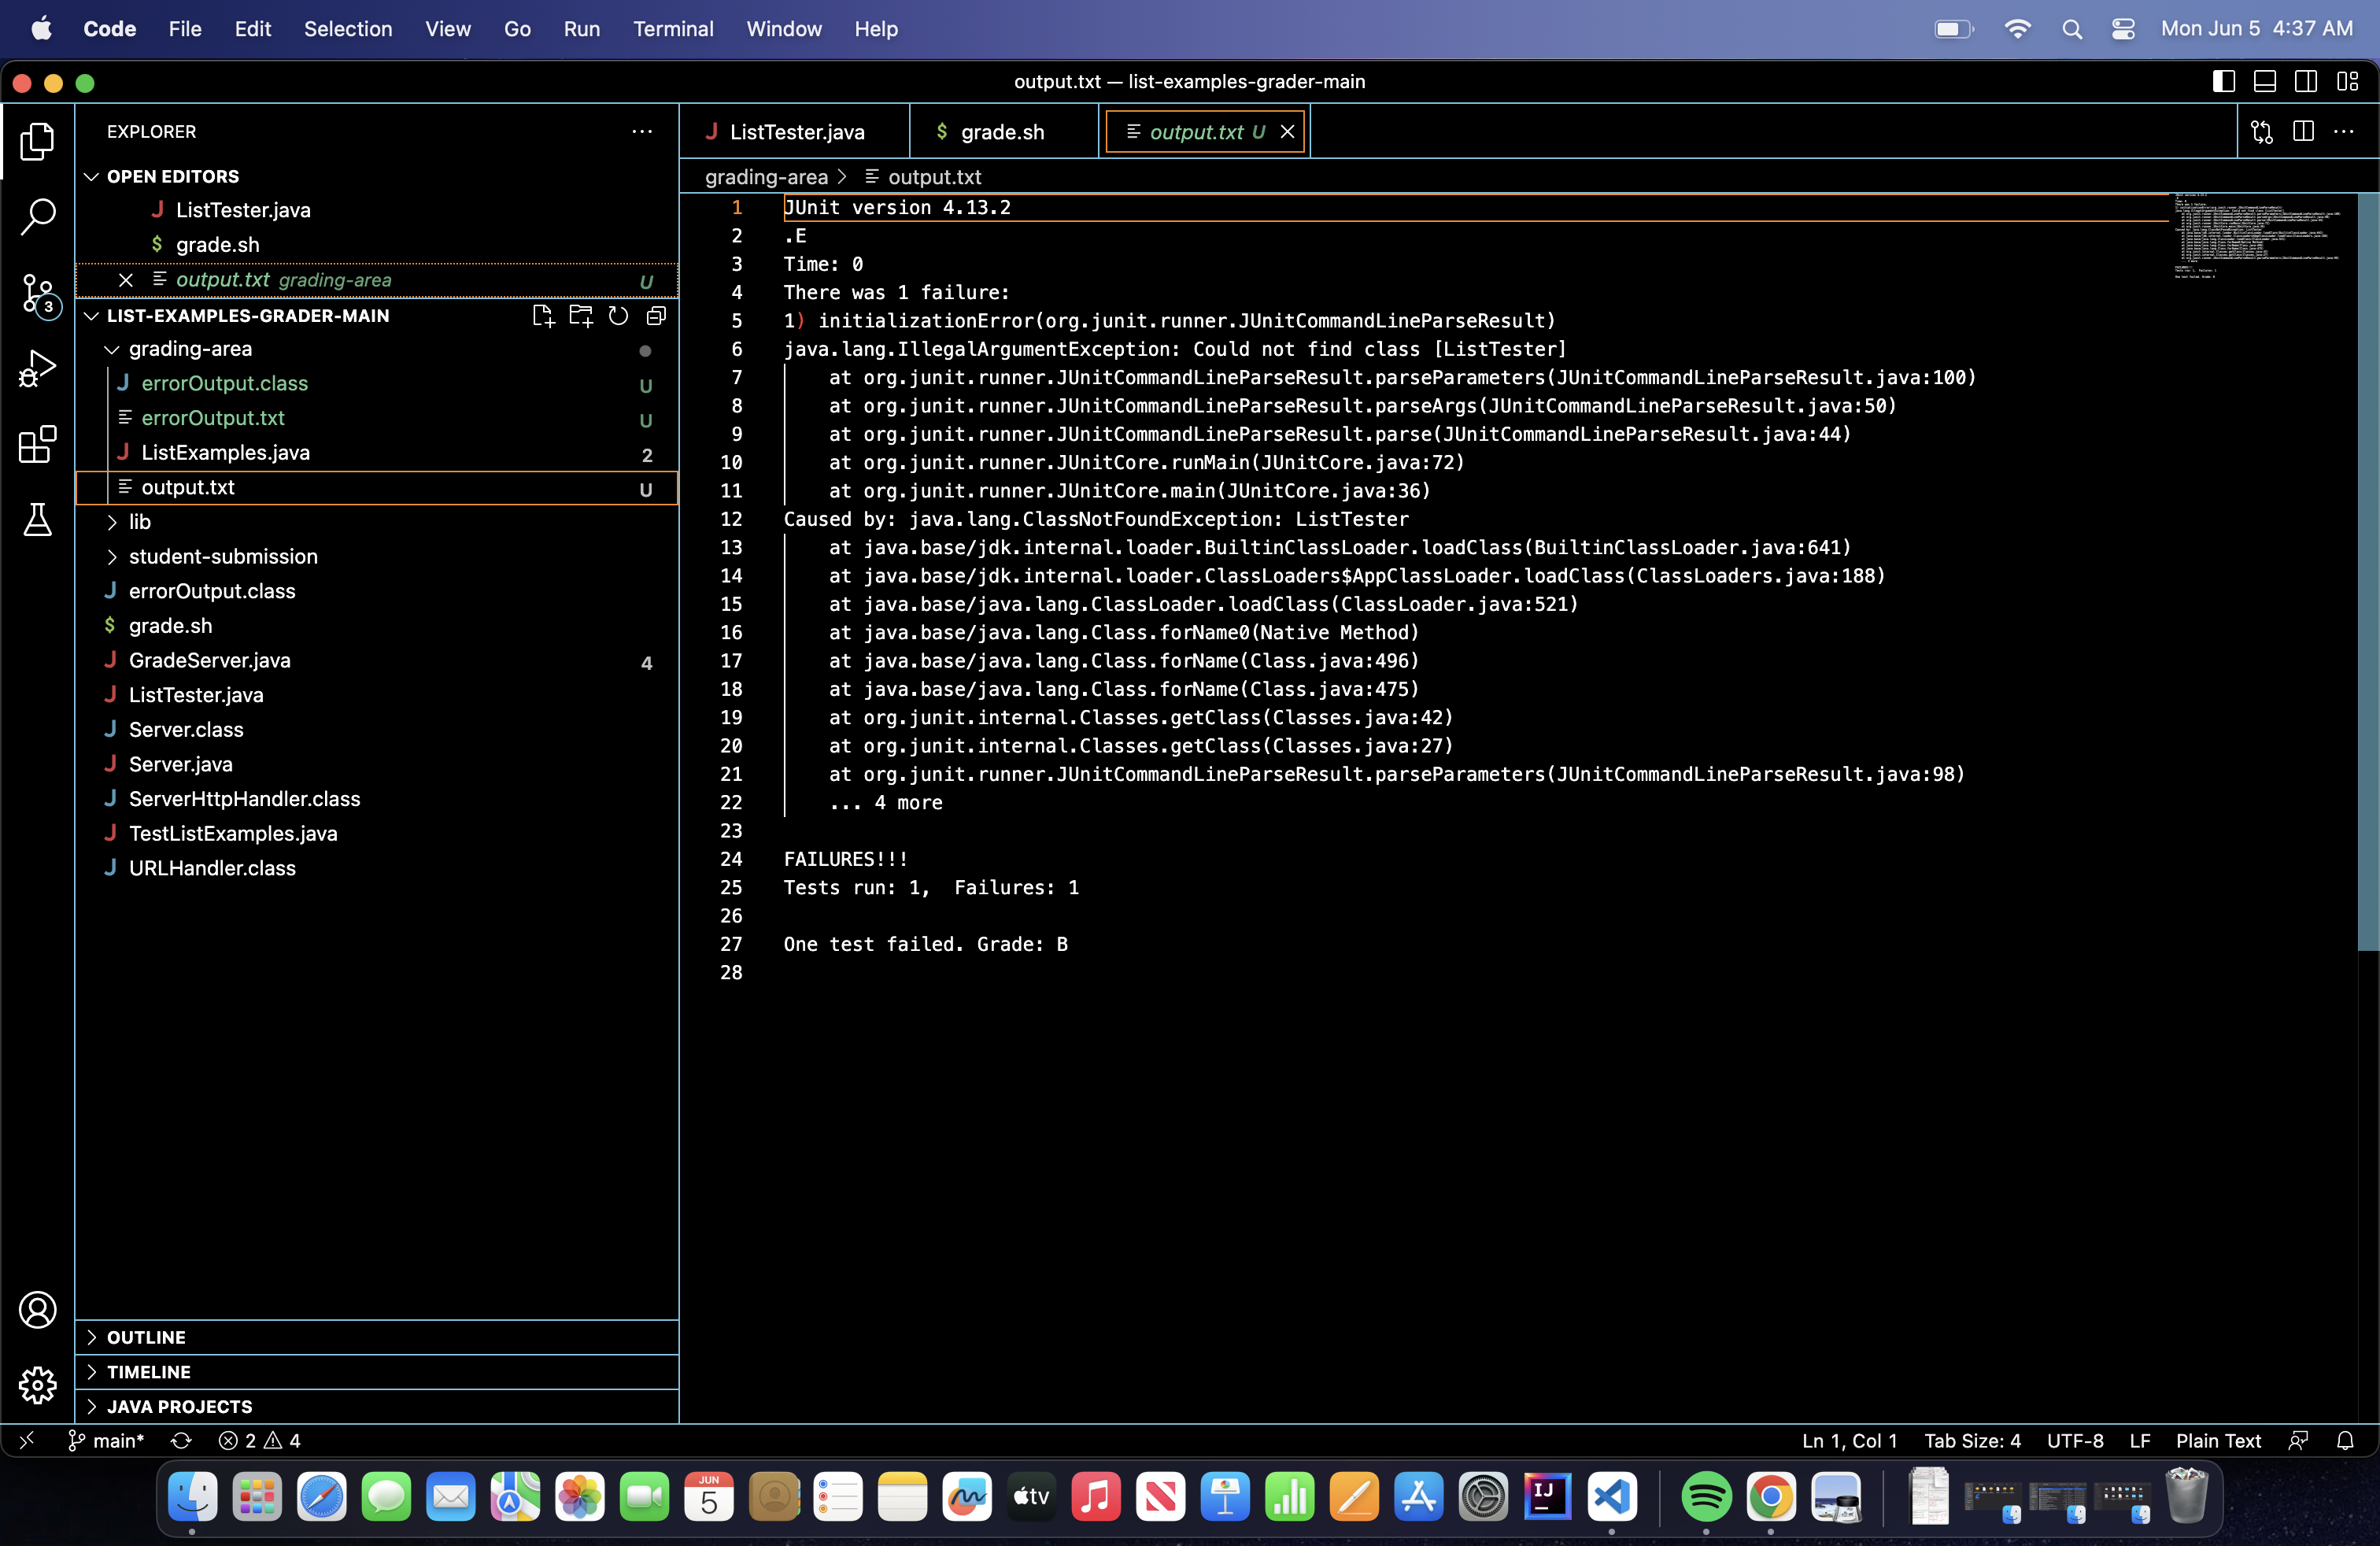 Code File Edit Selection View Go Run Terminal Window Help Mon Jun 5 4:37 AM
output.txt — list-examples-grader-main
EXPLORER
OPEN EDITORS
J ListTester.java
$ grade.sh
output.txt grading-area U
3
LIST-EXAMPLES-GRADER-MAIN
grading-area
J errorOutput.class U
errorOutput.txt U
J ListExamples.java 2
output.txt U
lib
student-submission
J errorOutput.class
$ grade.sh
J GradeServer.java 4
J ListTester.java
J Server.class
J Server.java
J ServerHttpHandler.class
J TestListExamples.java
J URLHandler.class
OUTLINE
TIMELINE
JAVA PROJECTS
J ListTester.java $ grade.sh output.txt U
grading-area > output.txt
1 JUnit version 4.13.2
2 .E
3 Time: 0
4 There was 1 failure:
5 1) initializationError(org.junit.runner.JUnitCommandLineParseResult)
6 java.lang.IllegalArgumentException: Could not find class [ListTester]
7 at org.junit.runner.JUnitCommandLineParseResult.parseParameters(JUnitCommandLineParseResult.java:100)
8 at org.junit.runner.JUnitCommandLineParseResult.parseArgs(JUnitCommandLineParseResult.java:50)
9 at org.junit.runner.JUnitCommandLineParseResult.parse(JUnitCommandLineParseResult.java:44)
10 at org.junit.runner.JUnitCore.runMain(JUnitCore.java:72)
11 at org.junit.runner.JUnitCore.main(JUnitCore.java:36)
12 Caused by: java.lang.ClassNotFoundException: ListTester
13 at java.base/jdk.internal.loader.BuiltinClassLoader.loadClass(BuiltinClassLoader.java:641)
14 at java.base/jdk.internal.loader.ClassLoaders$AppClassLoader.loadClass(ClassLoaders.java:188)
15 at java.base/java.lang.ClassLoader.loadClass(ClassLoader.java:521)
16 at java.base/java.lang.Class.forName0(Native Method)
17 at java.base/java.lang.Class.forName(Class.java:496)
18 at java.base/java.lang.Class.forName(Class.java:475)
19 at org.junit.internal.Classes.getClass(Classes.java:42)
20 at org.junit.internal.Classes.getClass(Classes.java:27)
21 at org.junit.runner.JUnitCommandLineParseResult.parseParameters(JUnitCommandLineParseResult.java:98)
22 ... 4 more
23
24 FAILURES!!!
25 Tests run: 1,  Failures: 1
26
27 One test failed. Grade: B
28
main* 2 4 Ln 1, Col 1 Tab Size: 4 UTF-8 LF Plain Text
JUN
5
tv
IJ